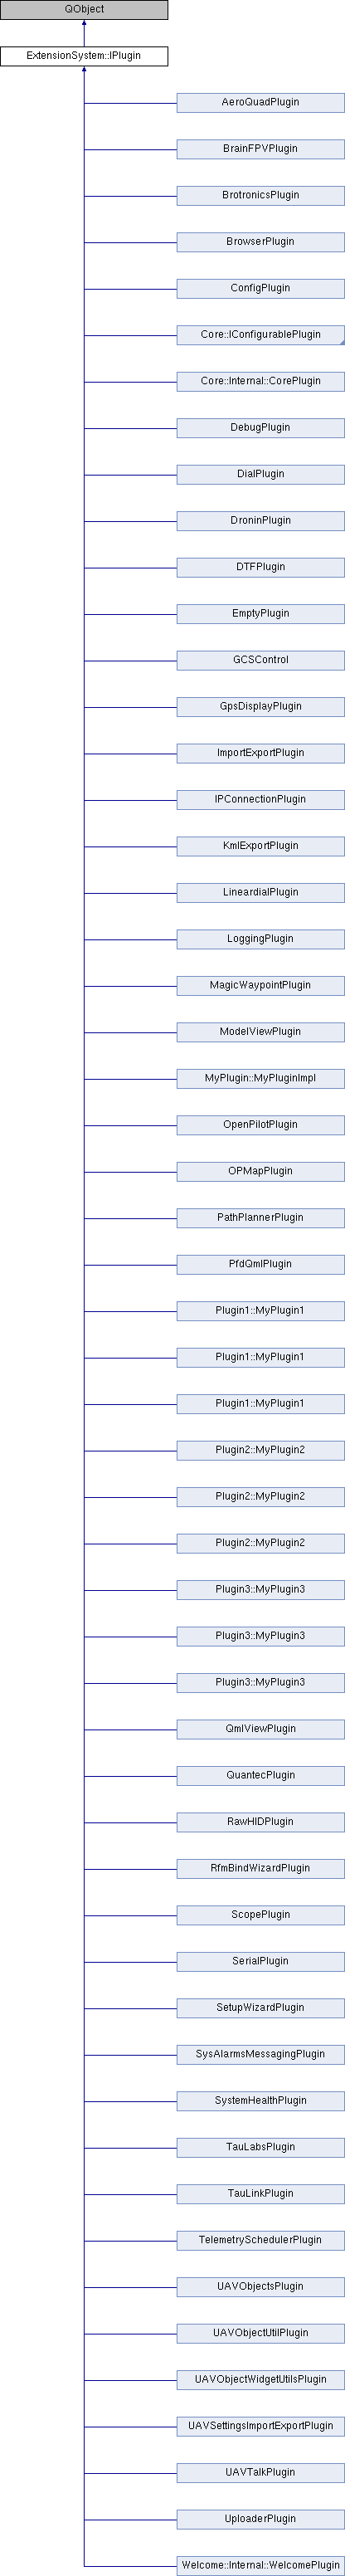 QObject
ExtensionSystem::IPlugin
AeroQuadPlugin
BrainFPVPlugin
BrotronicsPlugin
BrowserPlugin
ConfigPlugin
Core::IConfigurablePlugin
Core::Internal::CorePlugin
DebugPlugin
DialPlugin
DroninPlugin
DTFPlugin
EmptyPlugin
GCSControl
GpsDisplayPlugin
ImportExportPlugin
IPConnectionPlugin
KmlExportPlugin
LineardialPlugin
LoggingPlugin
MagicWaypointPlugin
ModelViewPlugin
MyPlugin::MyPluginImpl
OpenPilotPlugin
OPMapPlugin
PathPlannerPlugin
PfdQmlPlugin
Plugin1::MyPlugin1
Plugin1::MyPlugin1
Plugin1::MyPlugin1
Plugin2::MyPlugin2
Plugin2::MyPlugin2
Plugin2::MyPlugin2
Plugin3::MyPlugin3
Plugin3::MyPlugin3
Plugin3::MyPlugin3
QmlViewPlugin
QuantecPlugin
RawHIDPlugin
RfmBindWizardPlugin
ScopePlugin
SerialPlugin
SetupWizardPlugin
SysAlarmsMessagingPlugin
SystemHealthPlugin
TauLabsPlugin
TauLinkPlugin
TelemetrySchedulerPlugin
UAVObjectsPlugin
UAVObjectUtilPlugin
UAVObjectWidgetUtilsPlugin
UAVSettingsImportExportPlugin
UAVTalkPlugin
UploaderPlugin
Welcome::Internal::WelcomePlugin